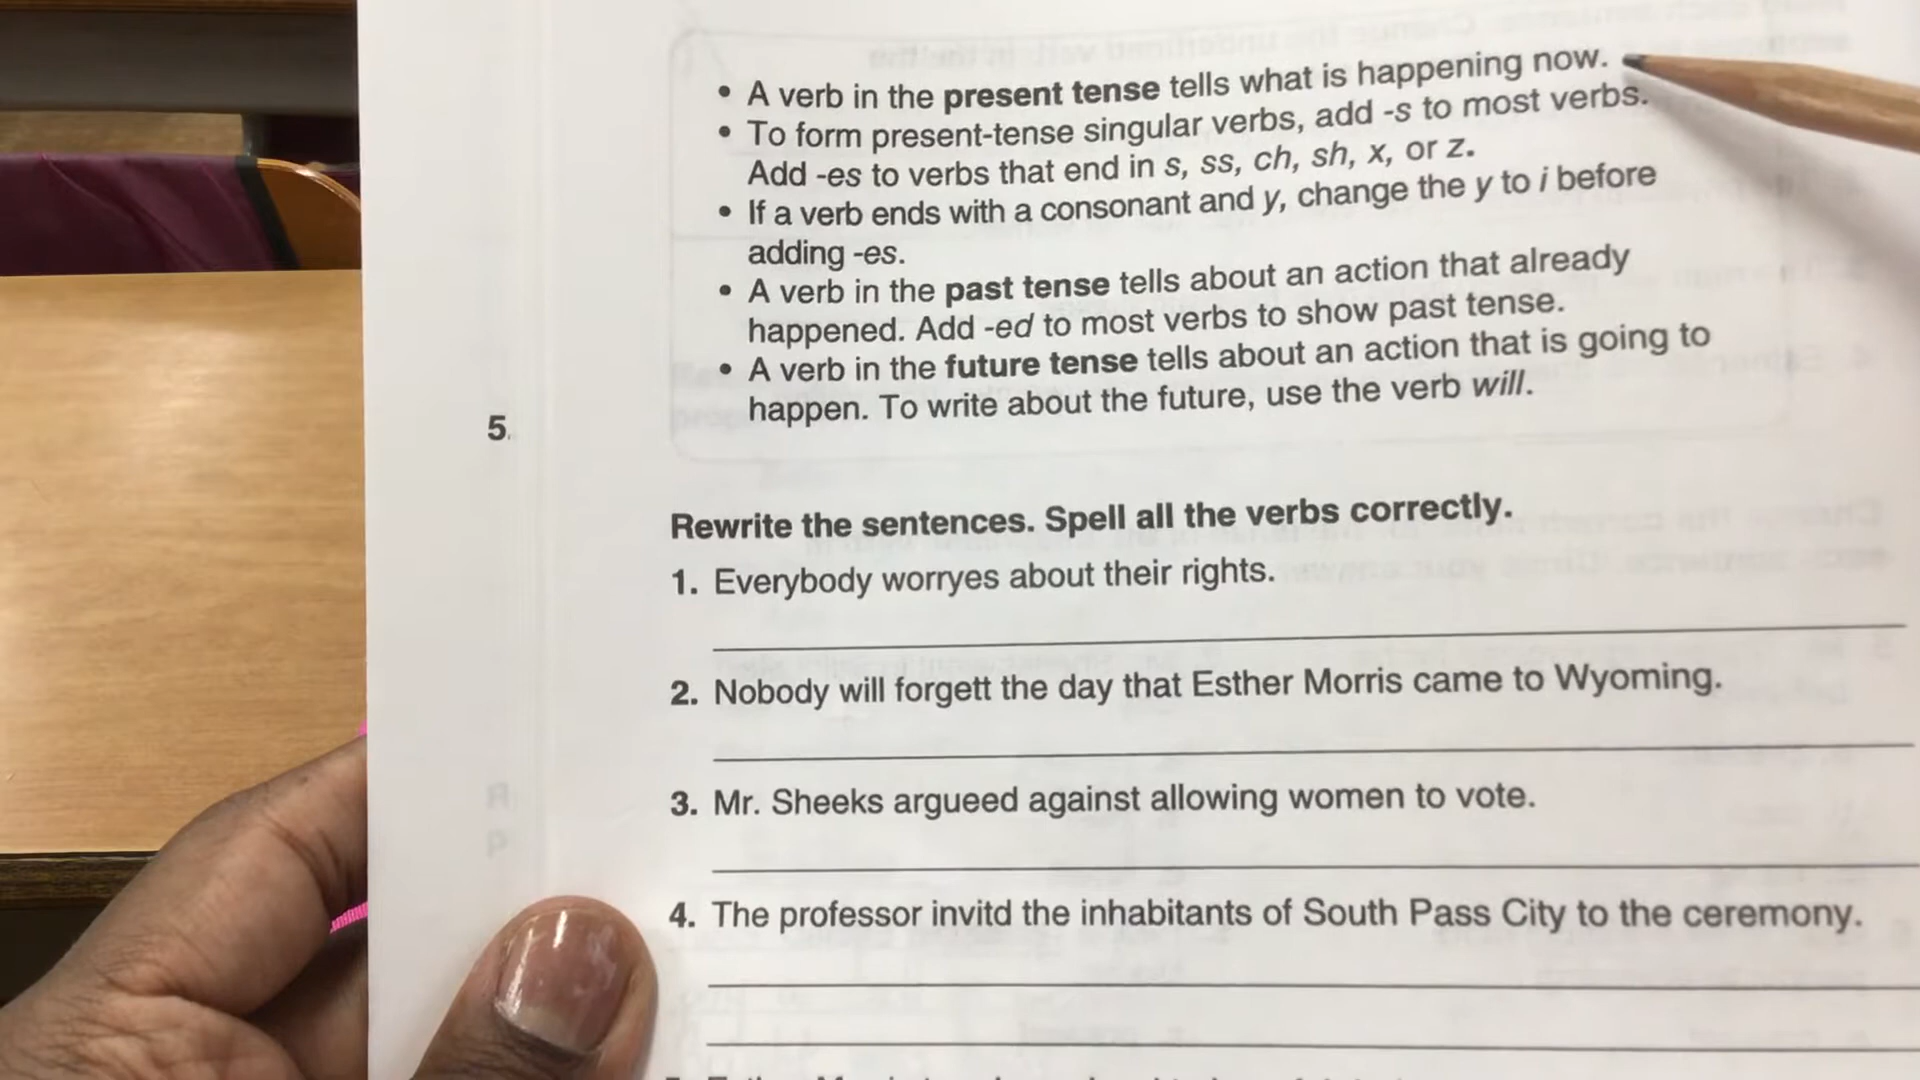 • A verb in the present tense tells what is happening now.
• To form present-tense singular verbs, add -s to most verbs.
Add -es to verbs that end in s, ss, ch, sh, x, or z.
• If a verb ends with a consonant and y, change the y to i before
adding -es.
• A verb in the past tense tells about an action that already
happened. Add -ed to most verbs to show past tense.
• A verb in the future tense tells about an action that is going to
happen. To write about the future, use the verb will.
5.
Rewrite the sentences. Spell all the verbs correctly.
1. Everybody worryes about their rights.
2. Nobody will forgett the day that Esther Morris came to Wyoming.
3. Mr. Sheeks argueed against allowing women to vote.
4. The professor invitd the inhabitants of South Pass City to the ceremony.